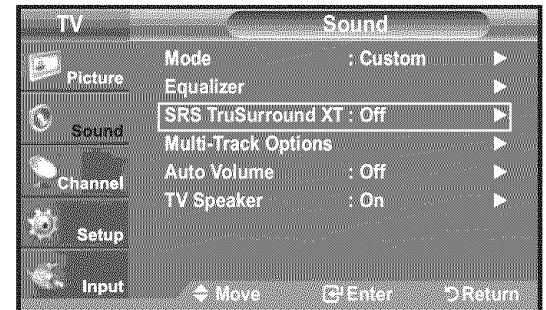 TV
Sound
Picture
Sound
Channel
Setup
Input
Mode : Custom
Equalizer
SRS TruSurround XT : Off
Multi-Track Options
Auto Volume : Off
TV Speaker : On
Move Enter Return